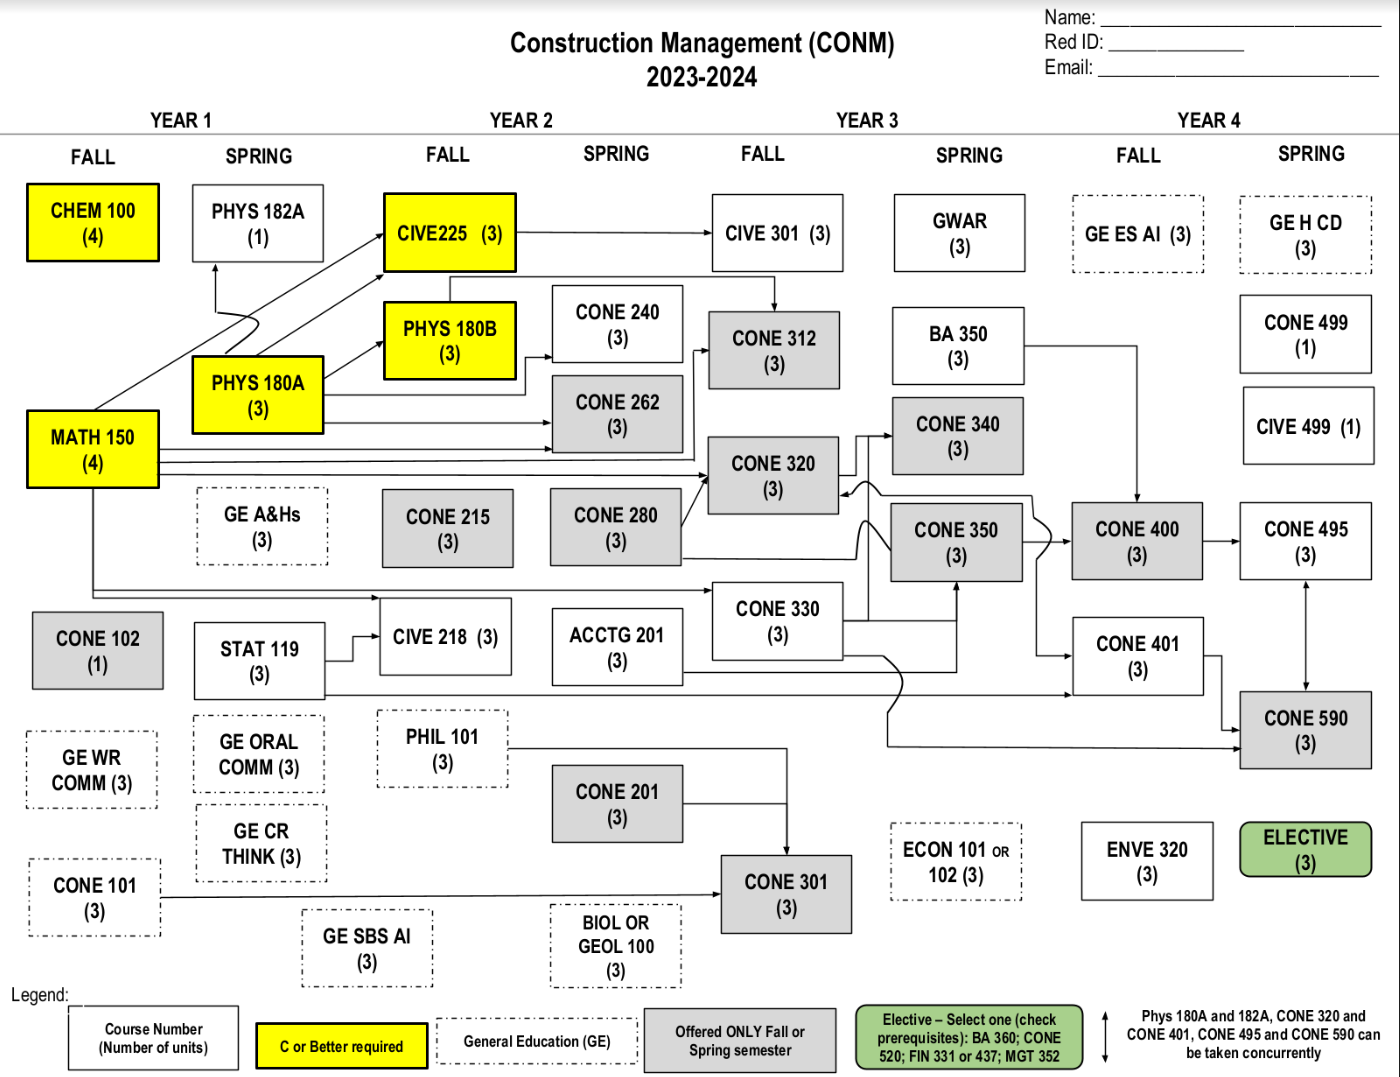 Name:
Red ID:
Email:
Construction Management (CONM)
2023-2024
YEAR 1
YEAR 2
YEAR 3
YEAR 4
FALL
SPRING
FALL
SPRING
FALL
SPRING
FALL
SPRING
CHEM 100
(4)
PHYS 182A
(1)
CIVE225 (3)
CIVE 301 (3)
GWAR
(3)
GE ES AI (3)
GE H CD
(3)
PHYS 180B
(3)
CONE 240
(3)
CONE 312
(3)
BA 350
(3)
CONE 499
(1)
PHYS 180A
(3)
CONE 262
(3)
MATH 150
(4)
CONE 320
(3)
CONE 340
(3)
CIVE 499 (1)
GE A&Hs
(3)
CONE 215
(3)
CONE 280
(3)
CONE 350
(3)
CONE 400
(3)
CONE 495
(3)
CONE 102
(1)
STAT 119
(3)
CIVE 218 (3)
ACCTG 201
(3)
CONE 330
(3)
CONE 401
(3)
CONE 590
(3)
GE WR
COMM (3)
GE ORAL
COMM (3)
PHIL 101
(3)
CONE 201
(3)
GE CR
THINK (3)
CONE 101
(3)
CONE 301
(3)
ECON 101 OR
102 (3)
ENVE 320
(3)
ELECTIVE
(3)
GE SBS AI
(3)
BIOL OR
GEOL 100
(3)
Legend:
Course Number
(Number of units)
C or Better required
General Education (GE)
Offered ONLY Fall or
Spring semester
Elective – Select one (check
prerequisites): BA 360; CONE
520; FIN 331 or 437; MGT 352
Phys 180A and 182A, CONE 320 and
CONE 401, CONE 495 and CONE 590 can
be taken concurrently